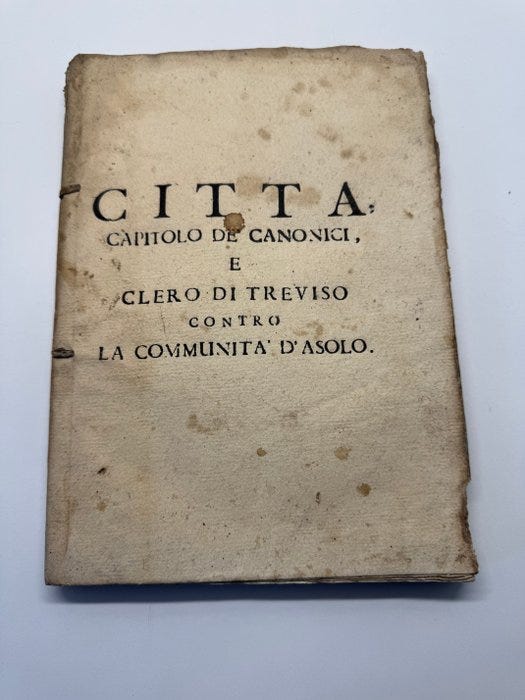 CITTA,
CAPITOLO DE' CANONICI,
E
CLERO DI TREVISO
CONTRO
LA COMMUNITA' D'ASOLO.